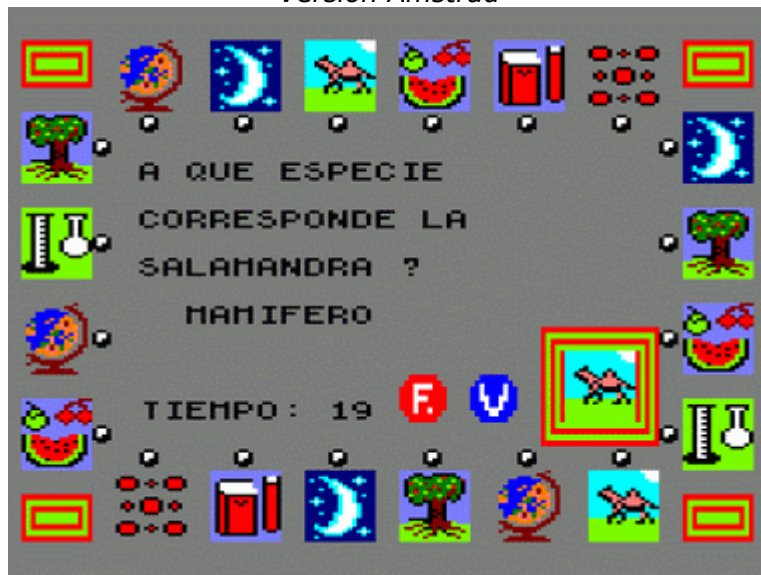 Versión Amstrad
A QUE ESPECIE
CORRESPONDE LA
SALAMANDRA ?
MAMIFERO
TIEMPO: 19 F. V